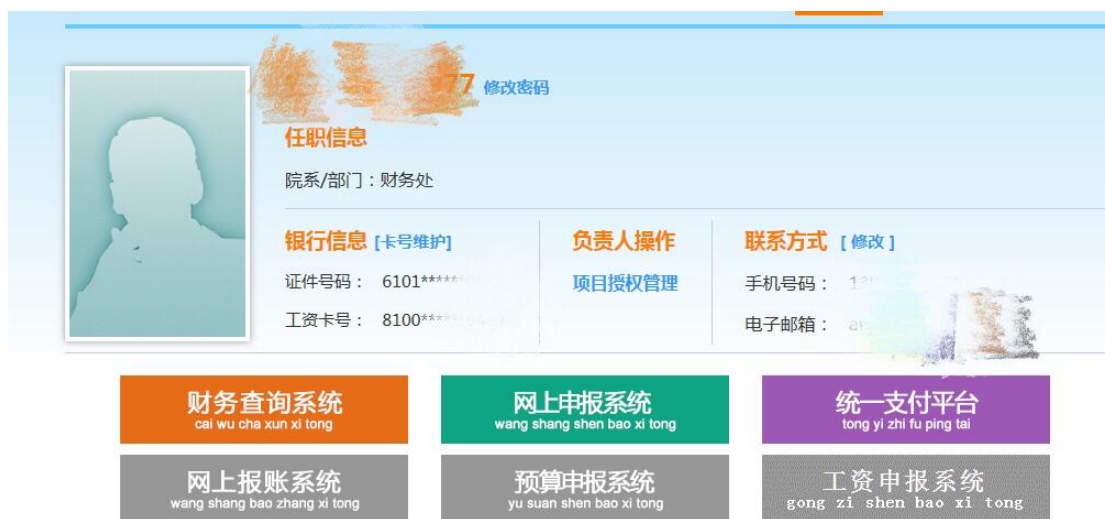 77 修改密码
任职信息
院系/部门：财务处
银行信息 [卡号维护]
证件号码： 6101******
工资卡号： 8100******
负责人操作
项目授权管理
联系方式 [ 修改 ]
手机号码：
电子邮箱：
财务查询系统
cai wu cha xun xi tong
网上申报系统
wang shang shen bao xi tong
统一支付平台
tong yi zhi fu ping tai
网上报账系统
wang shang bao zhang xi tong
预算申报系统
yu suan shen bao xi tong
工资申报系统
gong zi shen bao xi tong